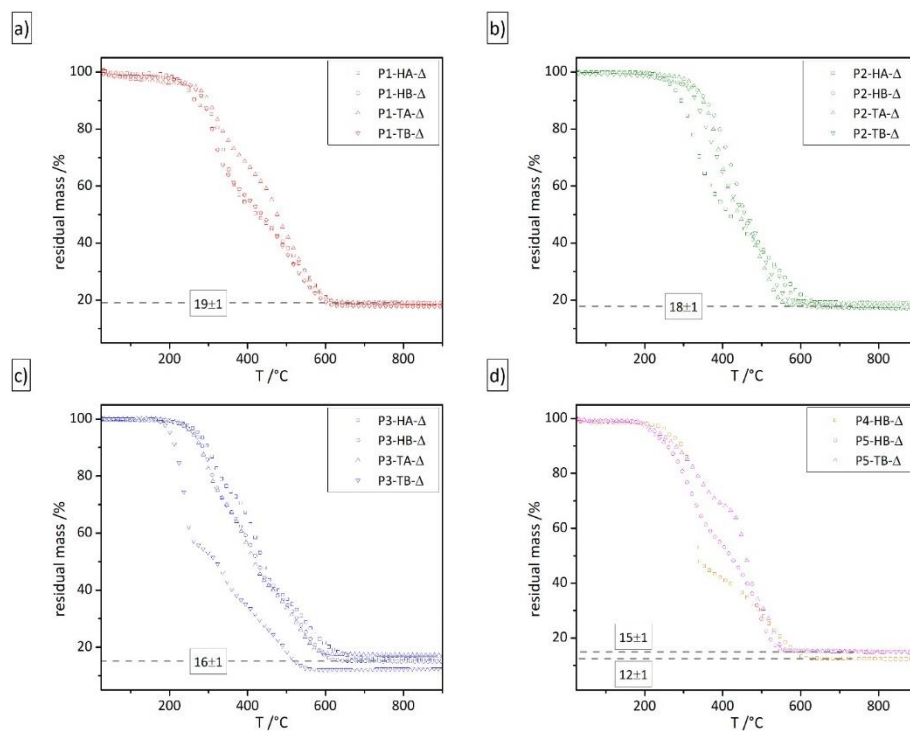 a)
100
80
60
40
20
residual mass /%
P1-HA-Δ
P1-HB-Δ
P1-TA-Δ
P1-TB-Δ
19±1
200 400 600 800
T /°C
b)
100
80
60
40
20
residual mass /%
P2-HA-Δ
P2-HB-Δ
P2-TA-Δ
P2-TB-Δ
18±1
200 400 600 800
T /°C
c)
100
80
60
40
20
residual mass /%
P3-HA-Δ
P3-HB-Δ
P3-TA-Δ
P3-TB-Δ
16±1
200 400 600 800
T /°C
d)
100
80
60
40
20
residual mass /%
P4-HB-Δ
P5-HB-Δ
P5-TB-Δ
15±1
12±1
200 400 600 800
T /°C